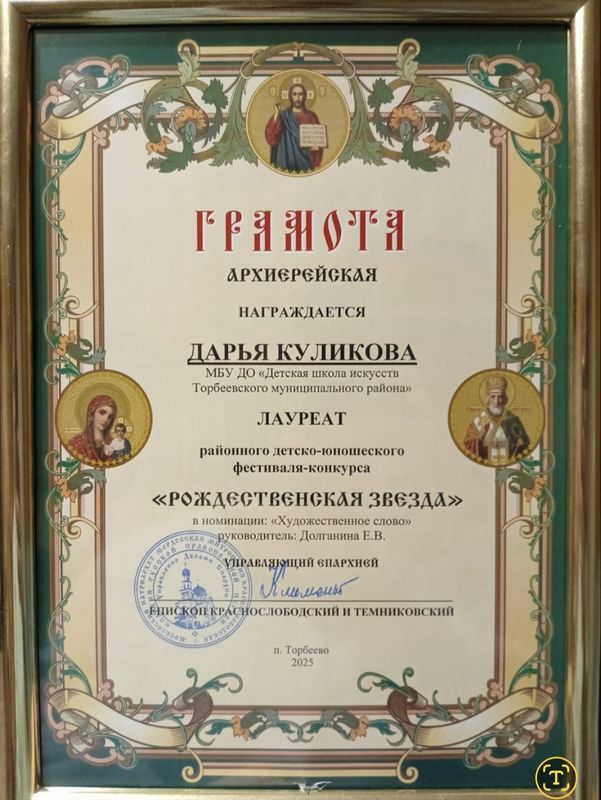 ГРАМОТА
АРХИЕРЕЙСКАЯ
НАГРАЖДАЕТСЯ
ДАРЬЯ КУЛИКОВА
МБУ ДО «Детская школа искусств
Торбеевского муниципального района»
ЛАУРЕАТ
районного детско-юношеского
фестиваля-конкурса
«РОЖДЕСТВЕНСКАЯ ЗВЕЗДА»
в номинации: «Художественное слово»
руководитель: Долганина Е.В.
УПРАВЛЯЮЩИЙ ЕПАРХИЕЙ
ЕПИСКОП КРАСНОСЛОБОДСКИЙ И ТЕМНИКОВСКИЙ
п. Торбеево
2025